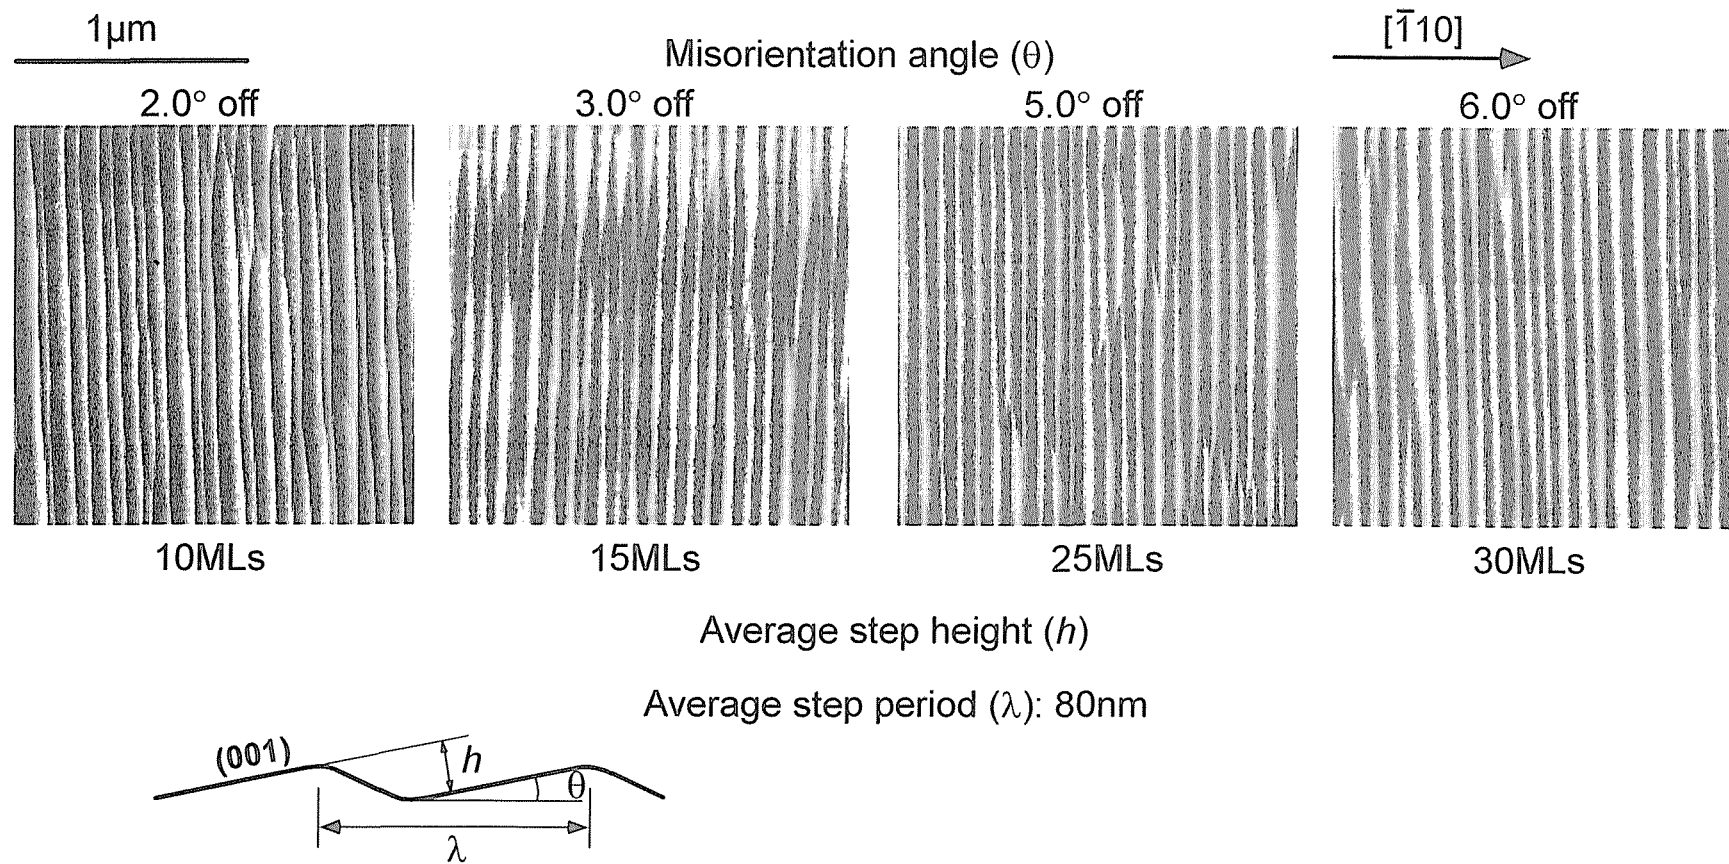 1μm
Misorientation angle (θ)
[1̄10]
2.0° off
3.0° off
5.0° off
6.0° off
10MLs
15MLs
25MLs
30MLs
Average step height (h)
Average step period (λ): 80nm
(001)
h
θ
λ